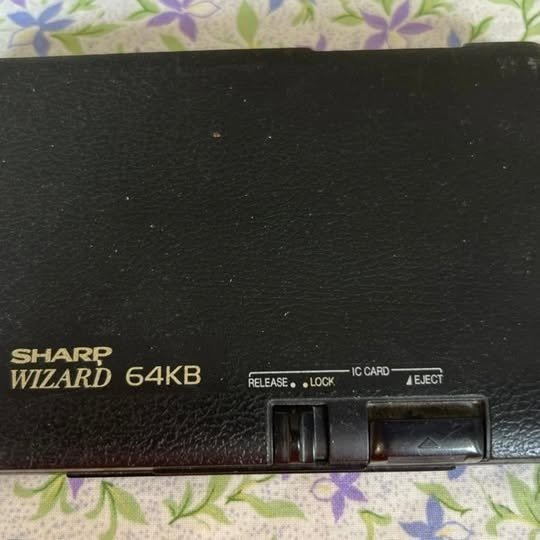 SHARP
WIZARD 64KB
IC CARD
RELEASE LOCK EJECT